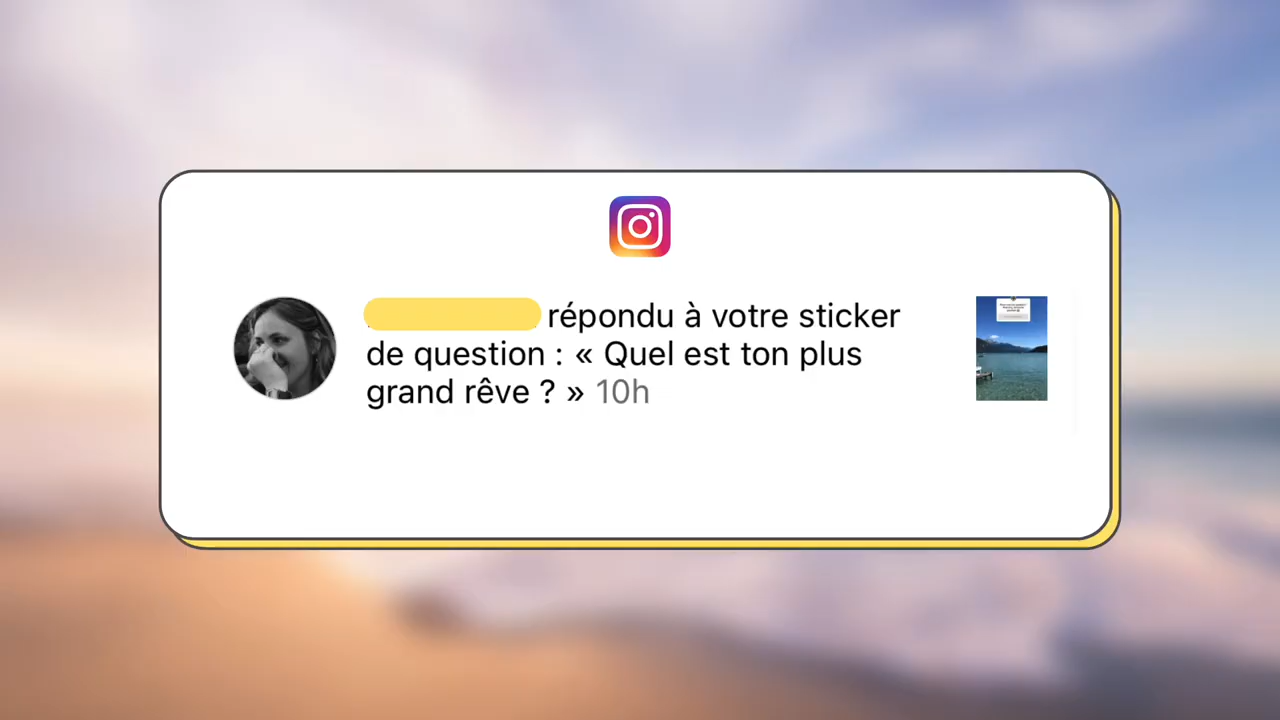 répondu à votre sticker
de question : « Quel est ton plus
grand rêve ? » 10h